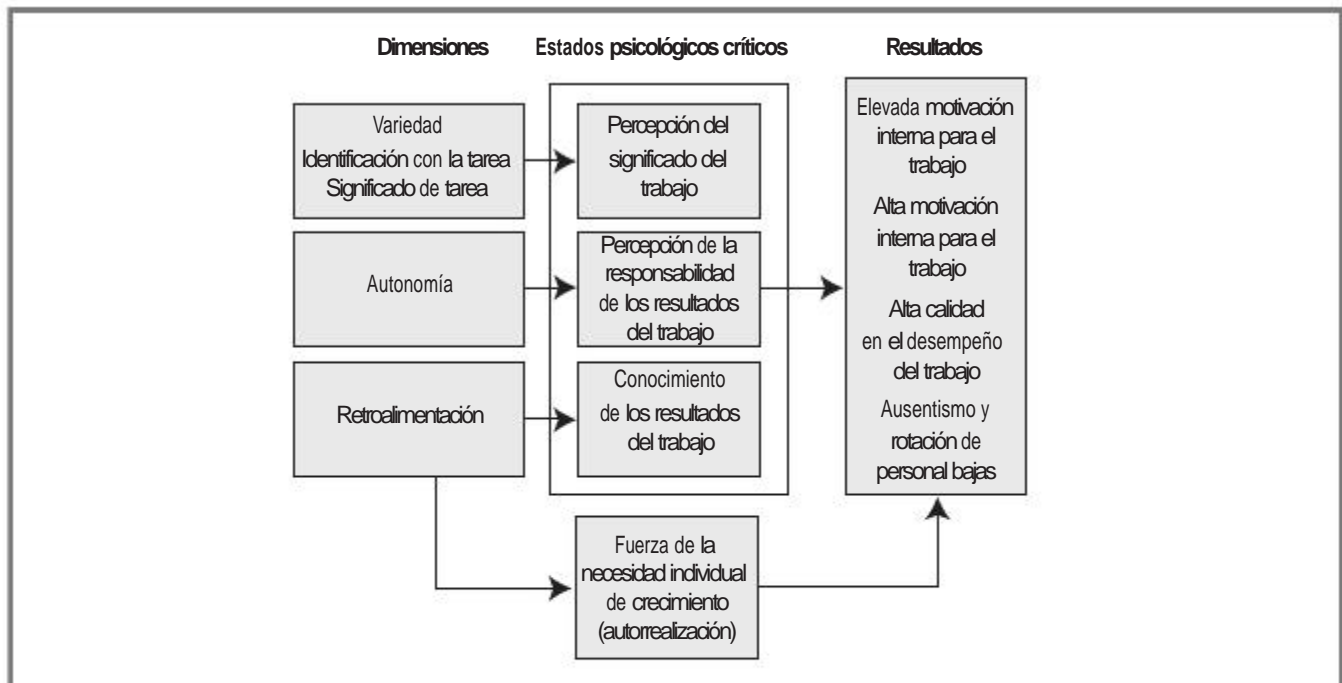 Dimensiones
Estados psicológicos críticos
Resultados
Variedad
Identificación con la tarea
Significado de tarea
Percepción del
significado del
trabajo
Elevada motivación
interna para el
trabajo
Alta motivación
interna para el
trabajo
Alta calidad
en el desempeño
del trabajo
Ausentismo y
rotación de
personal bajas
Autonomía
Percepción de la
responsabilidad
de los resultados
del trabajo
Retroalimentación
Conocimiento
de los resultados
del trabajo
Fuerza de la
necesidad individual
de crecimiento
(autorrealización)